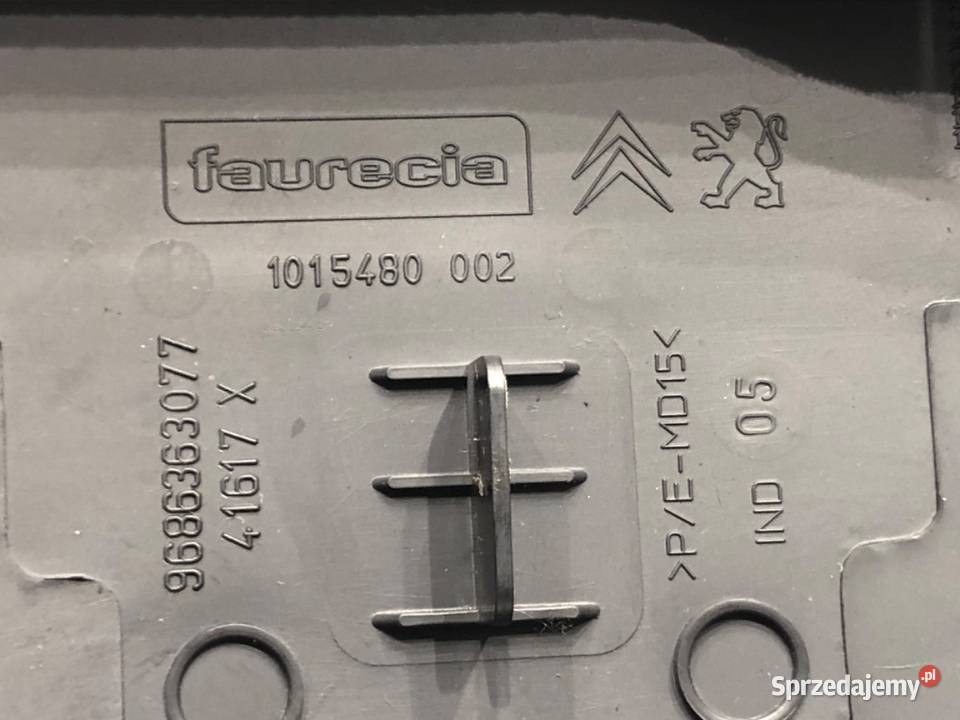 faurecia
1015480 002
9686363077
41617 X
>P/E-MD15<
IND 05
Sprzedajemy.pl